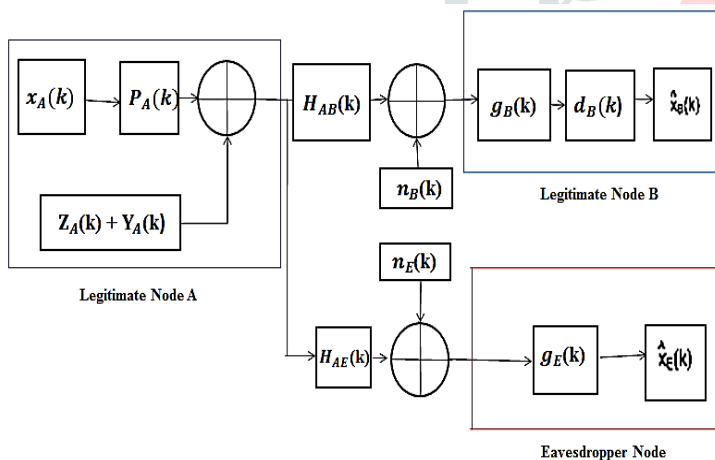 x_A(k)
P_A(k)
Z_A(k) + Y_A(k)
Legitimate Node A
H_AB(k)
n_B(k)
g_B(k)
d_B(k)
x̂_B(k)
Legitimate Node B
n_E(k)
H_AE(k)
g_E(k)
x̂_E(k)
Eavesdropper Node